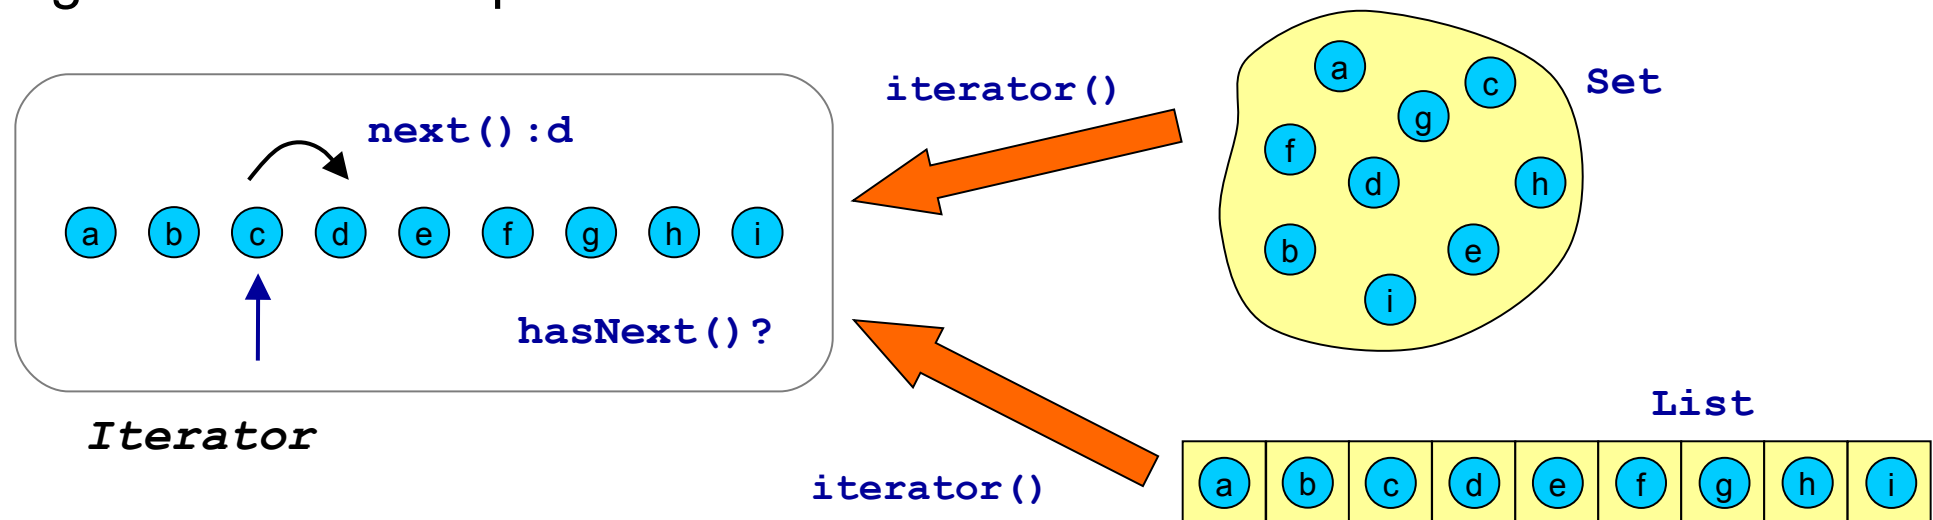 next():d
a b c d e f g h i
hasNext()?
Iterator
iterator()
iterator()
Set
a
c
g
f
d
h
b
e
i
List
a b c d e f g h i